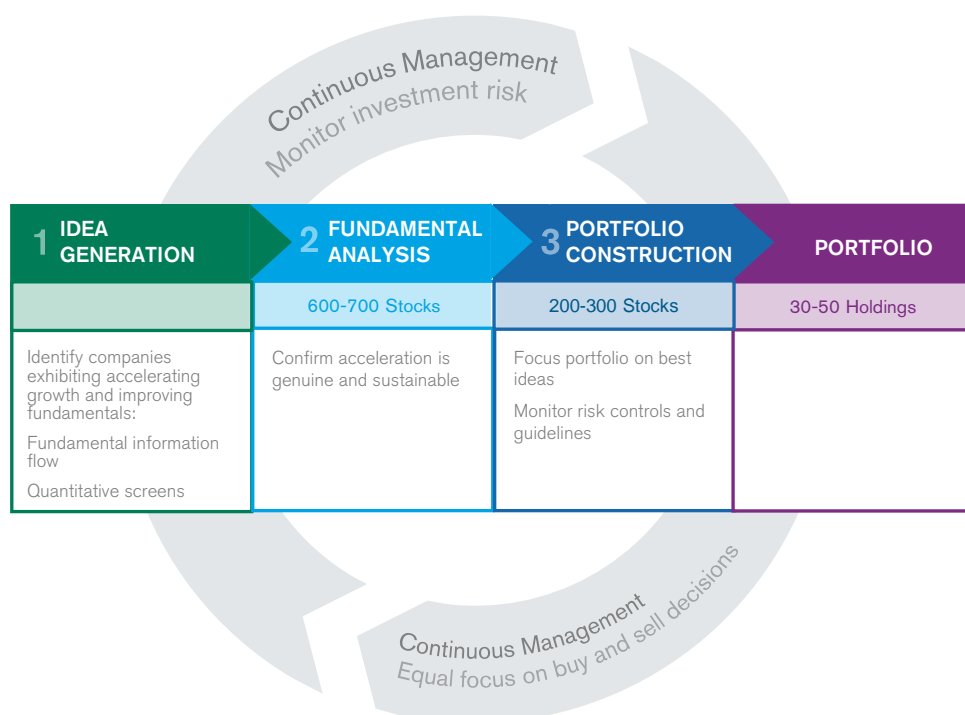 Continuous Management
Monitor investment risk
1 IDEA
GENERATION
2 FUNDAMENTAL
ANALYSIS
3 PORTFOLIO
CONSTRUCTION
PORTFOLIO
600-700 Stocks
200-300 Stocks
30-50 Holdings
Identify companies
exhibiting accelerating
growth and improving
fundamentals:
Fundamental information
flow
Quantitative screens
Confirm acceleration is
genuine and sustainable
Focus portfolio on best
ideas
Monitor risk controls and
guidelines
Continuous Management
Equal focus on buy and sell decisions